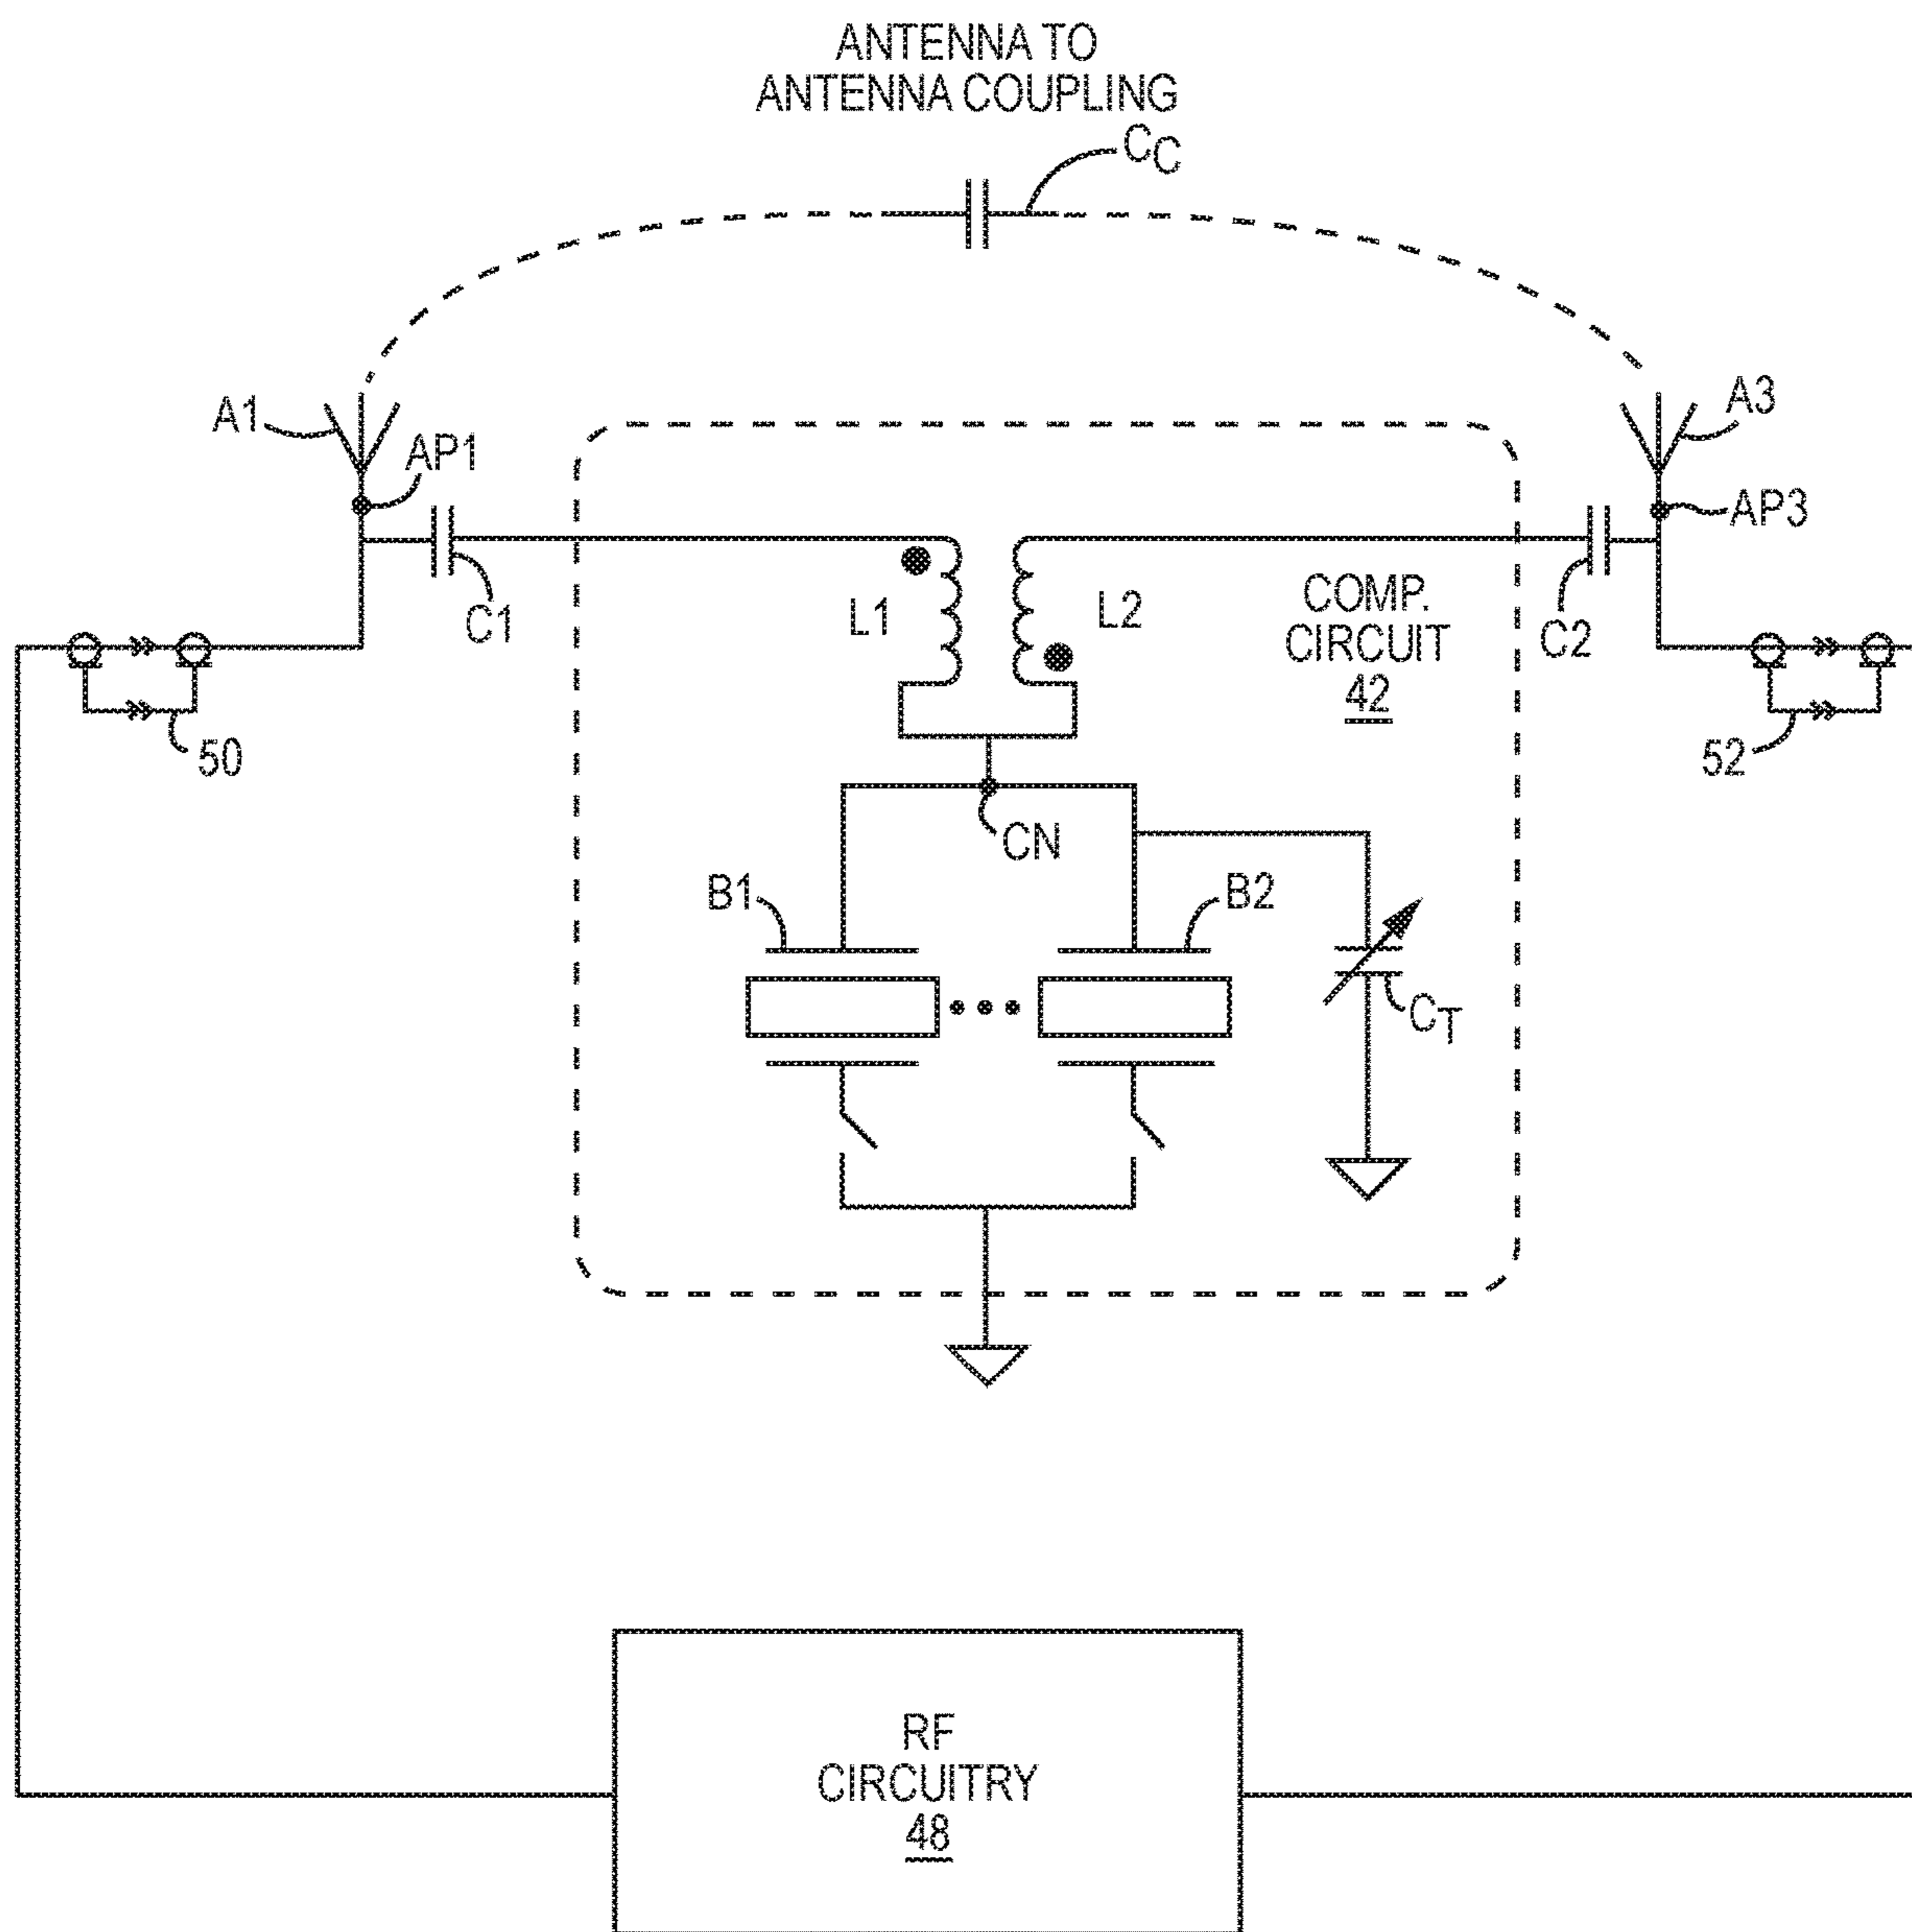 ANTENNA TO
ANTENNA COUPLING
CC
A1
AP1
A3
AP3
C1
L1
L2
COMP.
CIRCUIT
42
C2
50
52
CN
B1
B2
CT
RF
CIRCUITRY
48